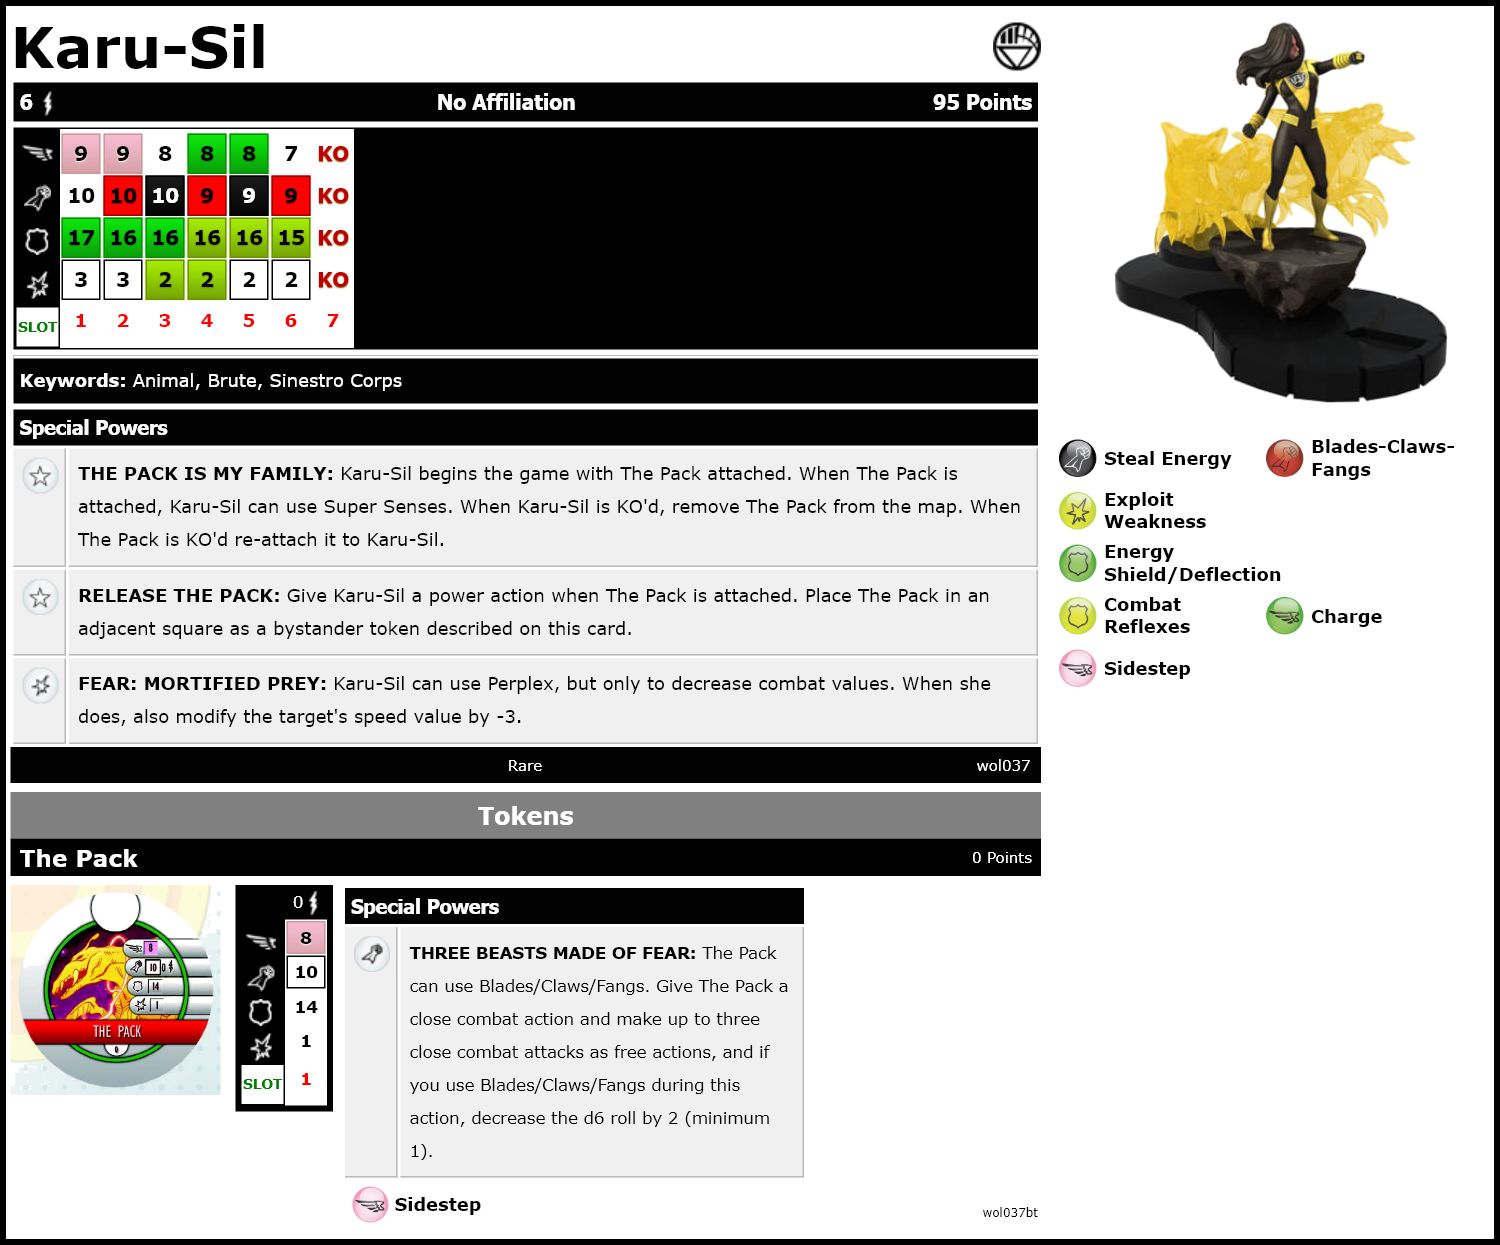 Karu-Sil
6 No Affiliation 95 Points
9 9 8 8 8 7 KO
10 10 10 9 9 9 KO
17 16 16 16 16 15 KO
3 3 2 2 2 2 KO
SLOT 1 2 3 4 5 6 7
Keywords: Animal, Brute, Sinestro Corps
Special Powers
THE PACK IS MY FAMILY: Karu-Sil begins the game with The Pack attached. When The Pack is
attached, Karu-Sil can use Super Senses. When Karu-Sil is KO'd, remove The Pack from the map. When
The Pack is KO'd re-attach it to Karu-Sil.
RELEASE THE PACK: Give Karu-Sil a power action when The Pack is attached. Place The Pack in an
adjacent square as a bystander token described on this card.
FEAR: MORTIFIED PREY: Karu-Sil can use Perplex, but only to decrease combat values. When she
does, also modify the target's speed value by -3.
Rare wol037
Steal Energy
Blades-Claws-
Fangs
Exploit
Weakness
Energy
Shield/Deflection
Combat
Reflexes
Charge
Sidestep
Tokens
The Pack 0 Points
8
10 0
14
1
THE PACK
0
0
8
10
14
1
SLOT 1
Special Powers
THREE BEASTS MADE OF FEAR: The Pack
can use Blades/Claws/Fangs. Give The Pack a
close combat action and make up to three
close combat attacks as free actions, and if
you use Blades/Claws/Fangs during this
action, decrease the d6 roll by 2 (minimum
1).
Sidestep
wol037bt